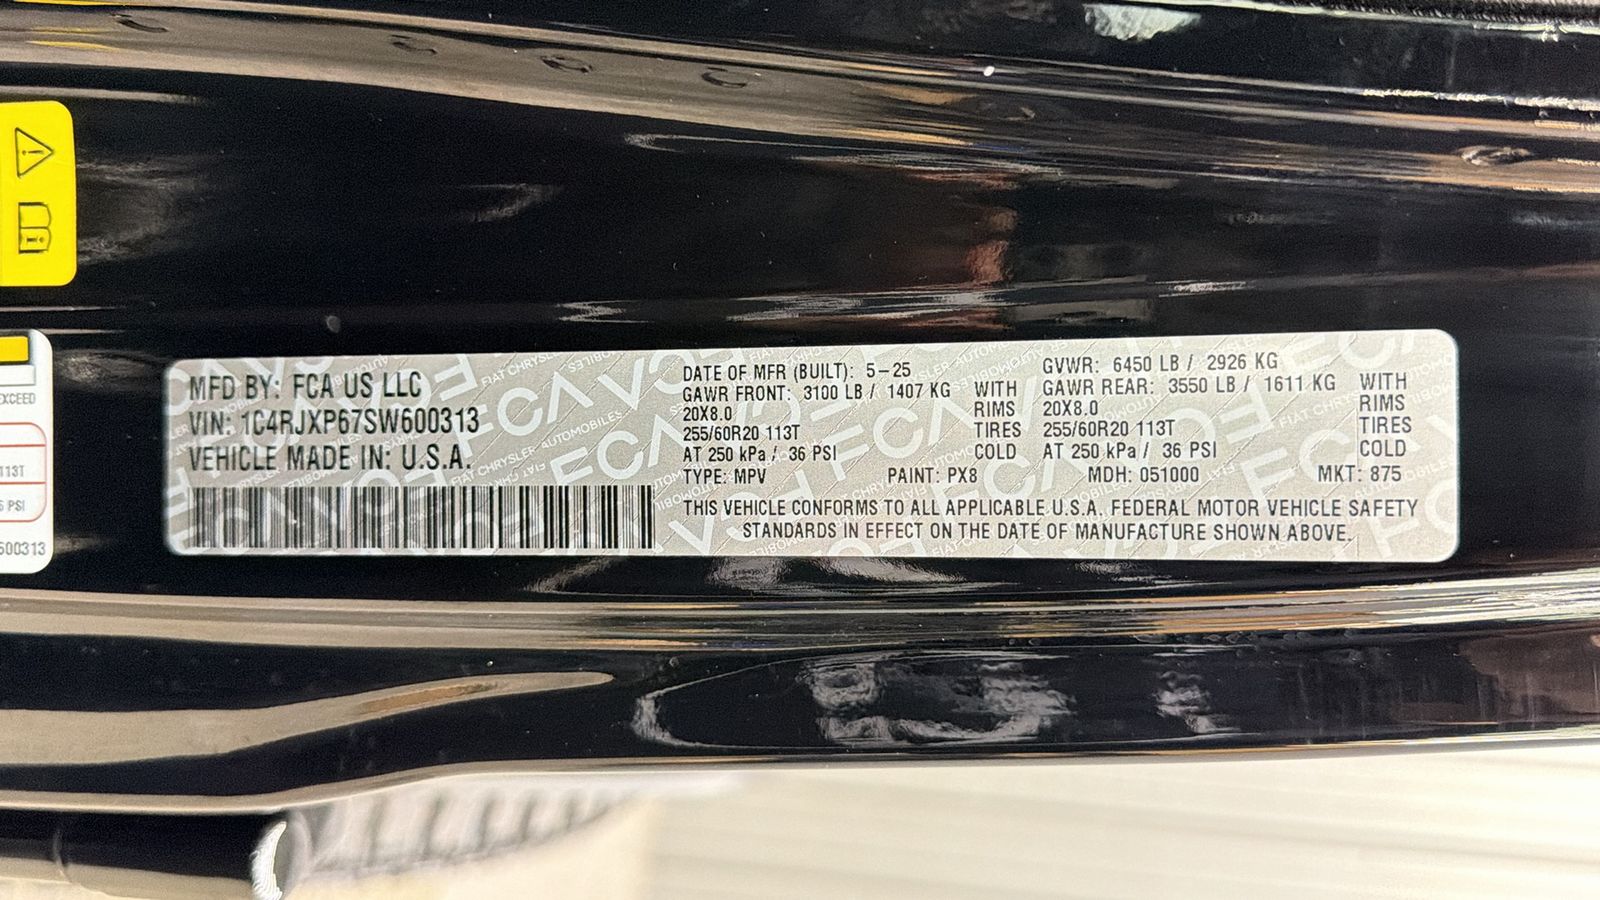 EXCEED
113T
PSI
600313
MFD BY: FCA US LLC
VIN: 1C4RJXP67SW600313
VEHICLE MADE IN: U.S.A.
DATE OF MFR (BUILT): 5-25
GAWR FRONT: 3100 LB / 1407 KG WITH
20X8.0 RIMS
255/60R20 113T TIRES
AT 250 kPa / 36 PSI COLD
GVWR: 6450 LB / 2926 KG
GAWR REAR: 3550 LB / 1611 KG WITH
20X8.0 RIMS
255/60R20 113T TIRES
AT 250 kPa / 36 PSI COLD
TYPE: MPV PAINT: PX8 MDH: 051000 MKT: 875
THIS VEHICLE CONFORMS TO ALL APPLICABLE U.S.A. FEDERAL MOTOR VEHICLE SAFETY
STANDARDS IN EFFECT ON THE DATE OF MANUFACTURE SHOWN ABOVE.